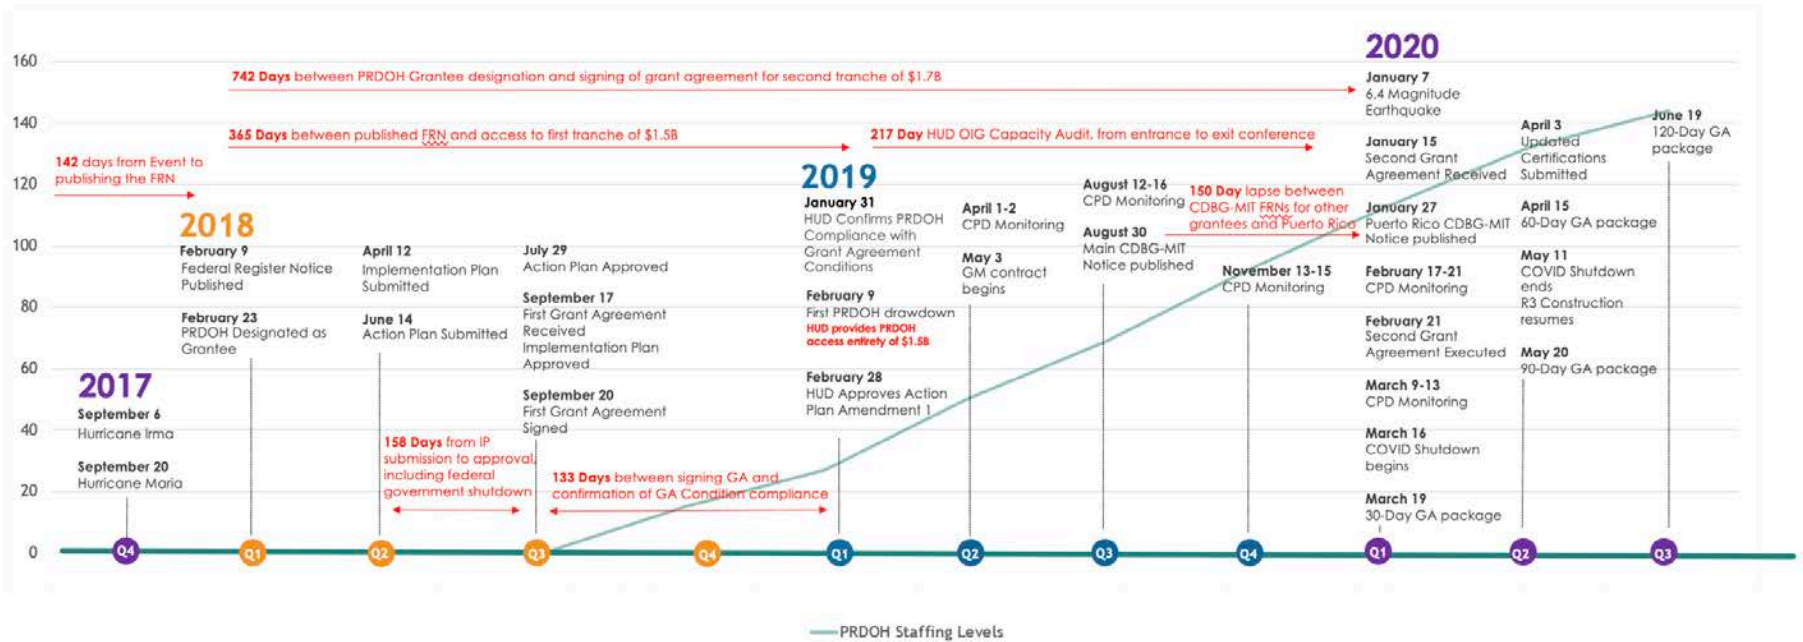 160
140
120
100
80
60
40
20
0
742 Days between PRDOH Grantee designation and signing of grant agreement for second tranche of $1.7B
365 Days between published FRN and access to first tranche of $1.5B
217 Day HUD OIG Capacity Audit, from entrance to exit conference
142 days from Event to
publishing the FRN
2017
September 6
Hurricane Irma
September 20
Hurricane Maria
2018
February 9
Federal Register Notice
Published
February 23
PRDOH Designated as
Grantee
April 12
Implementation Plan
Submitted
June 14
Action Plan Submitted
158 Days from IP
submission to approval,
including federal
government shutdown
July 29
Action Plan Approved
September 17
First Grant Agreement
Received
Implementation Plan
Approved
September 20
First Grant Agreement
Signed
133 Days between signing GA and
confirmation of GA Condition compliance
2019
January 31
HUD Confirms PRDOH
Compliance with
Grant Agreement
Conditions
February 9
First PRDOH drawdown
HUD provides PRDOH
access entirety of $1.5B
February 28
HUD Approves Action
Plan Amendment 1
April 1-2
CPD Monitoring
May 3
GM contract
begins
August 12-16
CPD Monitoring
August 30
Main CDBG-MIT
Notice published
150 Day lapse between
CDBG-MIT FRNs for other
grantees and Puerto Rico
November 13-15
CPD Monitoring
2020
January 7
6.4 Magnitude
Earthquake
January 15
Second Grant
Agreement Received
January 27
Puerto Rico CDBG-MIT
Notice published
February 17-21
CPD Monitoring
February 21
Second Grant
Agreement Executed
March 9-13
CPD Monitoring
March 16
COVID Shutdown
begins
March 19
30-Day GA package
April 3
Updated
Certifications
Submitted
April 15
60-Day GA package
May 11
COVID Shutdown
ends
R3 Construction
resumes
May 20
90-Day GA package
June 19
120-Day GA
package
Q4
Q1
Q2
Q3
Q4
Q1
Q2
Q3
Q4
Q1
Q2
Q3
PRDOH Staffing Levels